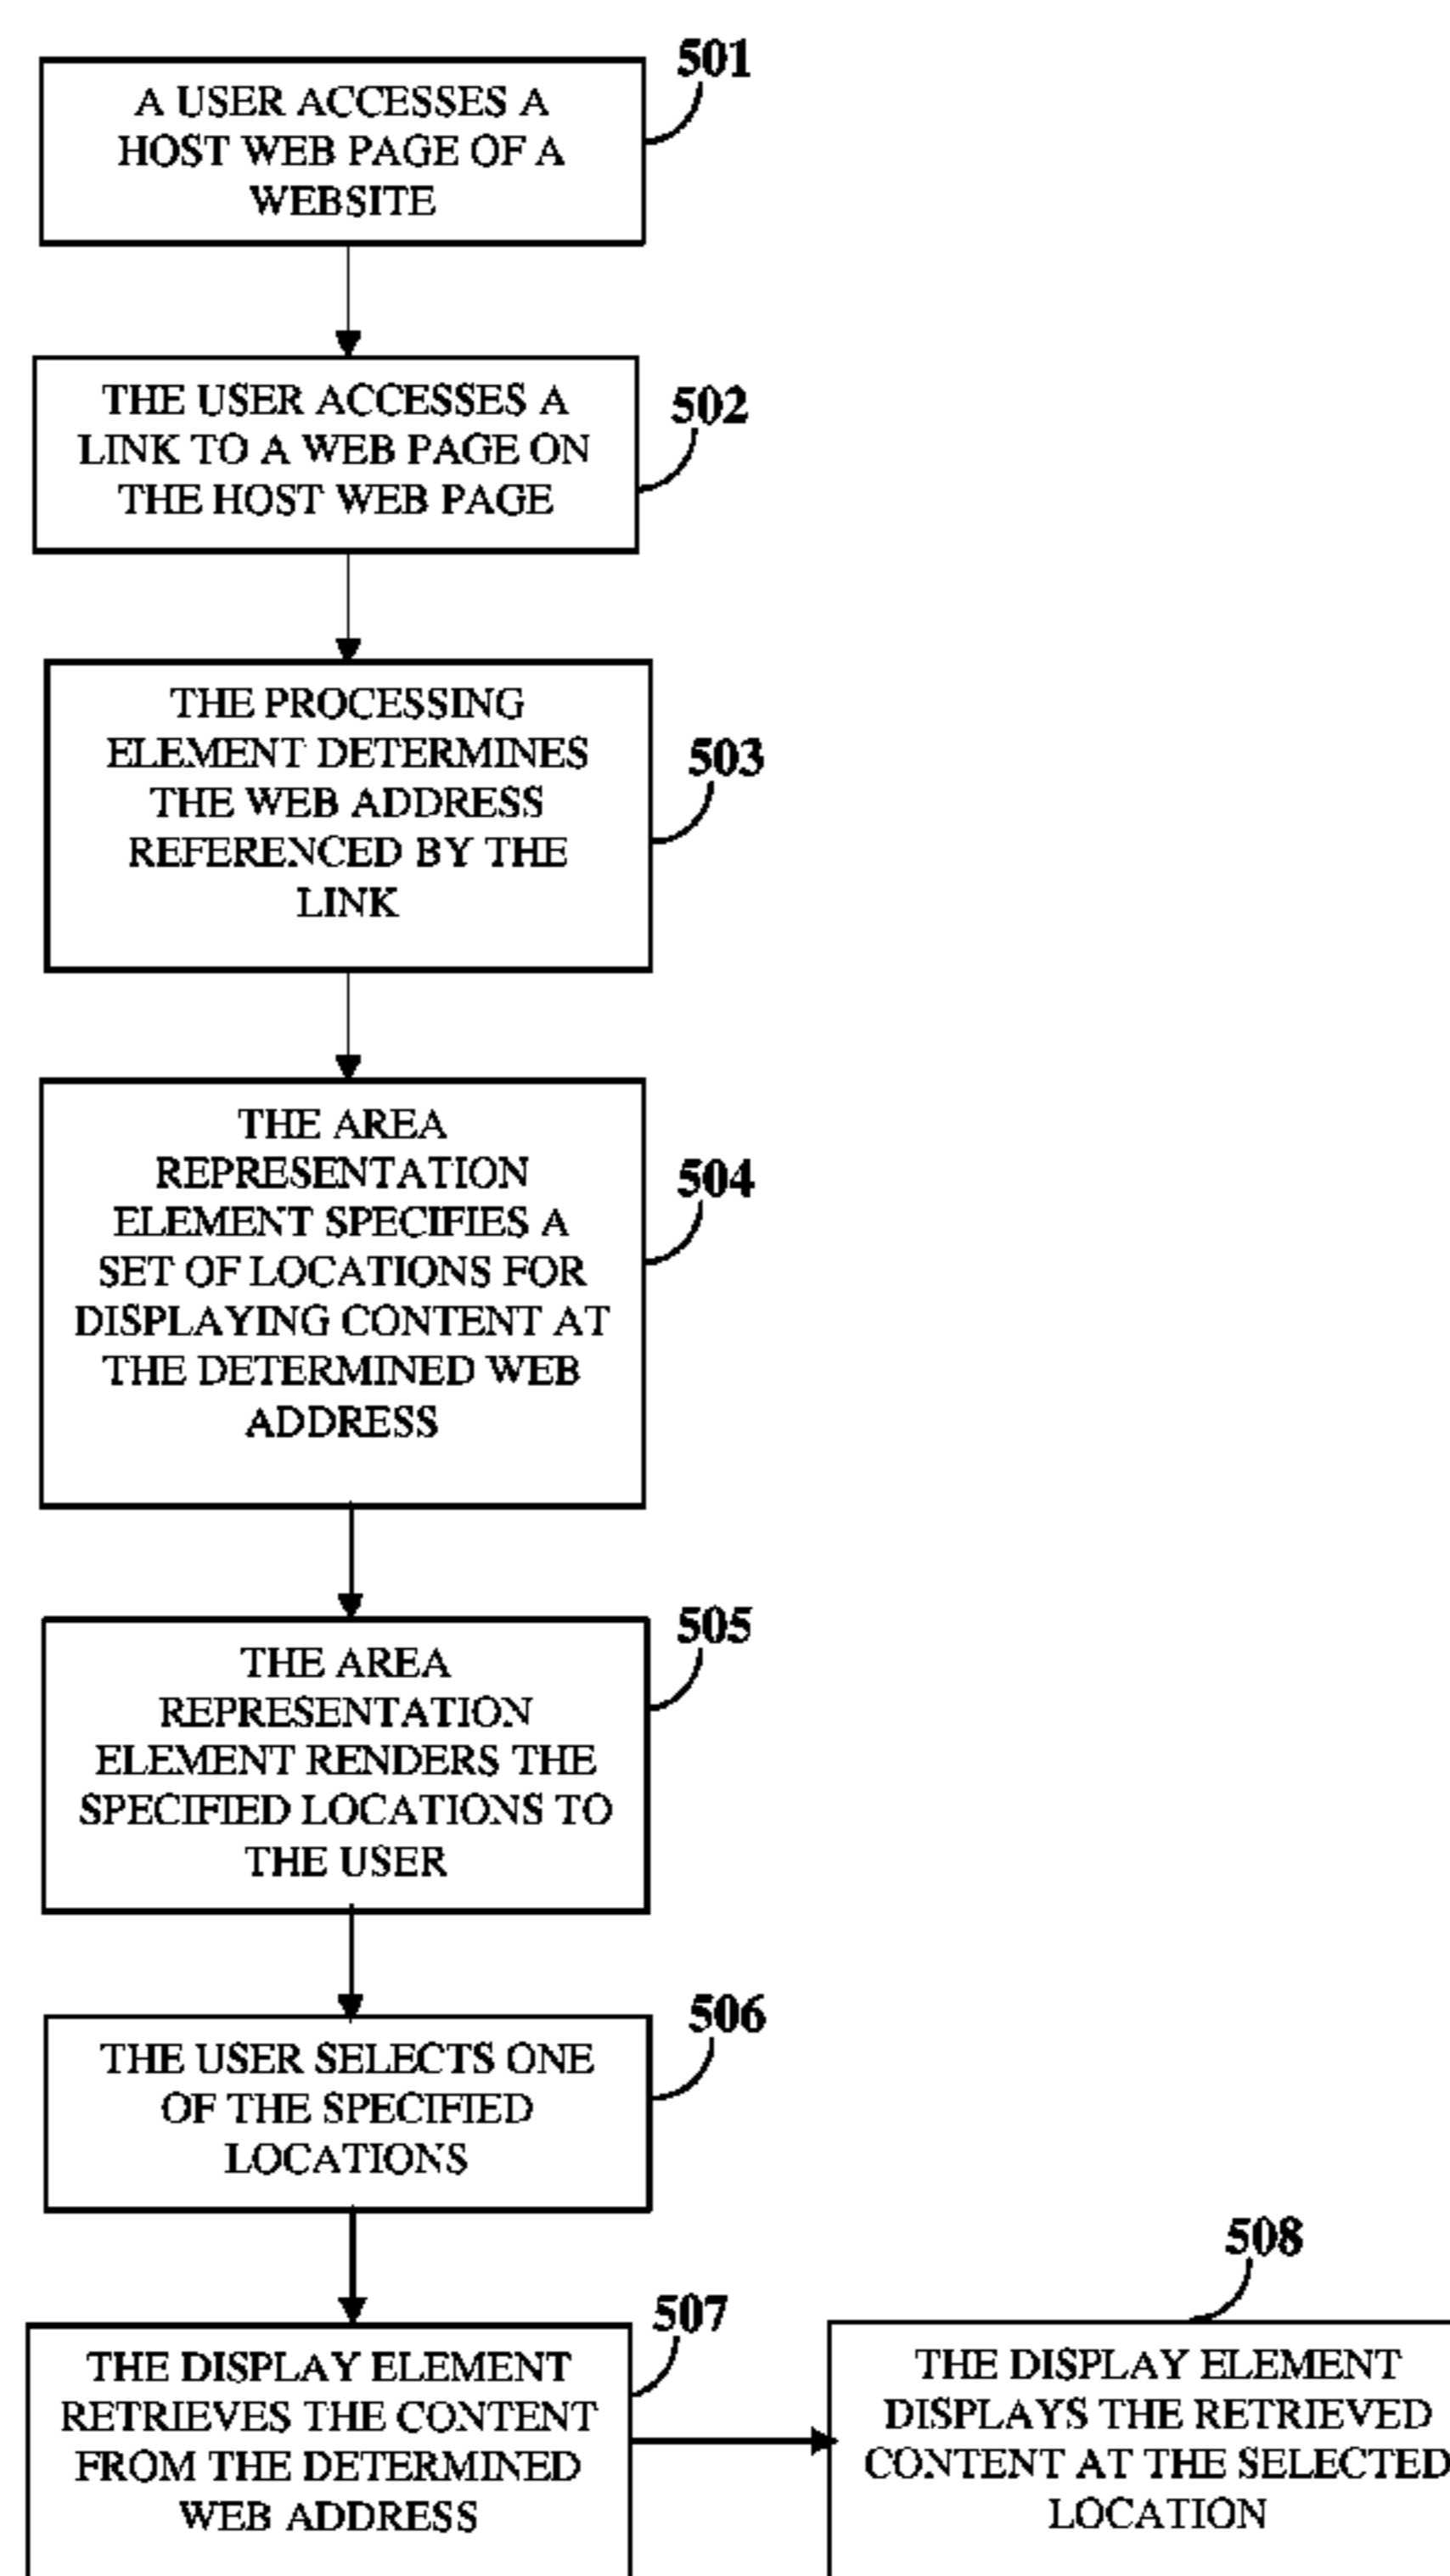 501
A USER ACCESSES A
HOST WEB PAGE OF A
WEBSITE
502
THE USER ACCESSES A
LINK TO A WEB PAGE ON
THE HOST WEB PAGE
503
THE PROCESSING
ELEMENT DETERMINES
THE WEB ADDRESS
REFERENCED BY THE
LINK
504
THE AREA
REPRESENTATION
ELEMENT SPECIFIES A
SET OF LOCATIONS FOR
DISPLAYING CONTENT AT
THE DETERMINED WEB
ADDRESS
505
THE AREA
REPRESENTATION
ELEMENT RENDERS THE
SPECIFIED LOCATIONS TO
THE USER
506
THE USER SELECTS ONE
OF THE SPECIFIED
LOCATIONS
507
THE DISPLAY ELEMENT
RETRIEVES THE CONTENT
FROM THE DETERMINED
WEB ADDRESS
508
THE DISPLAY ELEMENT
DISPLAYS THE RETRIEVED
CONTENT AT THE SELECTED
LOCATION